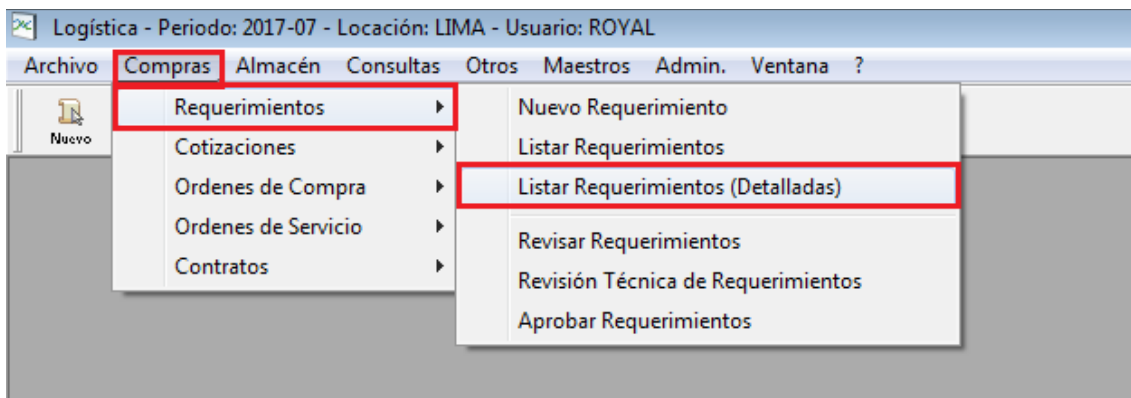 Logística - Periodo: 2017-07 - Locación: LIMA - Usuario: ROYAL
Archivo Compras Almacén Consultas Otros Maestros Admin. Ventana ?
Nuevo
Requerimientos
Cotizaciones
Ordenes de Compra
Ordenes de Servicio
Contratos
Nuevo Requerimiento
Listar Requerimientos
Listar Requerimientos (Detalladas)
Revisar Requerimientos
Revisión Técnica de Requerimientos
Aprobar Requerimientos